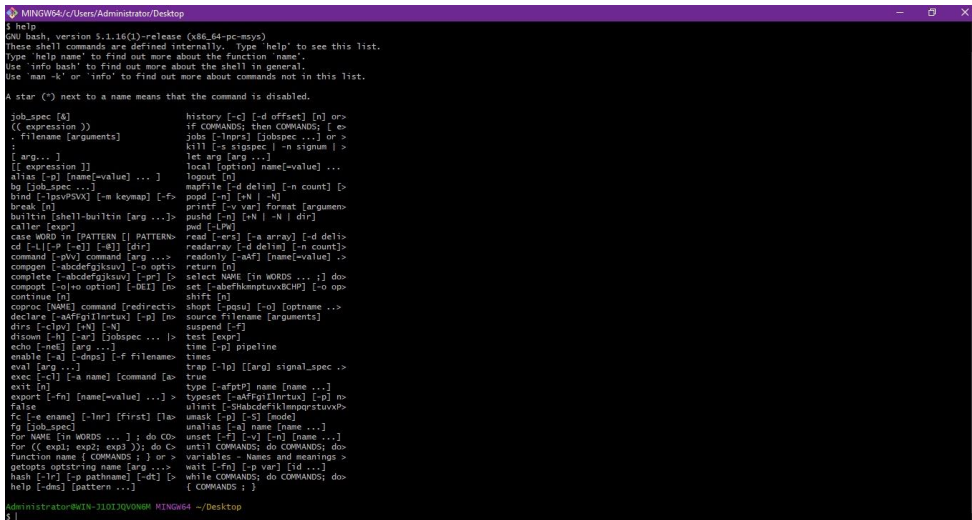 MINGW64:/c/Users/Administrator/Desktop
$ help
GNU bash, version 5.1.16(1)-release (x86_64-pc-msys)
These shell commands are defined internally.  Type `help' to see this list.
Type `help name' to find out more about the function `name'.
Use `info bash' to find out more about the shell in general.
Use `man -k' or `info' to find out more about commands not in this list.

A star (*) next to a name means that the command is disabled.

 job_spec [&]                            history [-c] [-d offset] [n] or>
 (( expression ))                        if COMMANDS; then COMMANDS; [ e>
 . filename [arguments]                  jobs [-lnprs] [jobspec ...] or >
 :                                       kill [-s sigspec | -n signum | >
 [ arg... ]                              let arg [arg ...]
 [[ expression ]]                        local [option] name[=value] ...
 alias [-p] [name[=value] ... ]          logout [n]
 bg [job_spec ...]                       mapfile [-d delim] [-n count] [>
 bind [-lpsvPSVX] [-m keymap] [-f>       popd [-n] [+N | -N]
 break [n]                               printf [-v var] format [argumen>
 builtin [shell-builtin [arg ...]>       pushd [-n] [+N | -N | dir]
 caller [expr]                           pwd [-LPW]
 case WORD in [PATTERN [| PATTERN>       read [-ers] [-a array] [-d deli>
 cd [-L|[-P [-e]] [-@]] [dir]            readarray [-d delim] [-n count]>
 command [-pVv] command [arg ...>        readonly [-aAf] [name[=value] .>
 compgen [-abcdefgjksuv] [-o opti>       return [n]
 complete [-abcdefgjksuv] [-pr] [>       select NAME [in WORDS ... ;] do>
 compopt [-o|+o option] [-DEI] [n>       set [-abefhkmnptuvxBCHP] [-o op>
 continue [n]                            shift [n]
 coproc [NAME] command [redirecti>       shopt [-pqsu] [-o] [optname ..>
 declare [-aAfFgiIlnrtux] [-p] [n>       source filename [arguments]
 dirs [-clpv] [+N] [-N]                  suspend [-f]
 disown [-h] [-ar] [jobspec ... |>       test [expr]
 echo [-neE] [arg ...]                   time [-p] pipeline
 enable [-a] [-dnps] [-f filename>       times
 eval [arg ...]                          trap [-lp] [[arg] signal_spec .>
 exec [-cl] [-a name] [command [a>       true
 exit [n]                                type [-afptP] name [name ...]
 export [-fn] [name[=value] ...] >       typeset [-aAfFgiIlnrtux] [-p] n>
 false                                   ulimit [-SHabcdefiklmnpqrstuvxP>
 fc [-e ename] [-lnr] [first] [la>       umask [-p] [-S] [mode]
 fg [job_spec]                           unalias [-a] name [name ...]
 for NAME [in WORDS ... ] ; do CO>       unset [-f] [-v] [-n] [name ...]
 for (( exp1; exp2; exp3 )); do C>       until COMMANDS; do COMMANDS; do>
 function name { COMMANDS ; } or >       variables - Names and meanings >
 getopts optstring name [arg ...>        wait [-fn] [-p var] [id ...]
 hash [-lr] [-p pathname] [-dt] [>       while COMMANDS; do COMMANDS; do>
 help [-dms] [pattern ...]               { COMMANDS ; }

Administrator@WIN-J1OIJQVON6M MINGW64 ~/Desktop
$